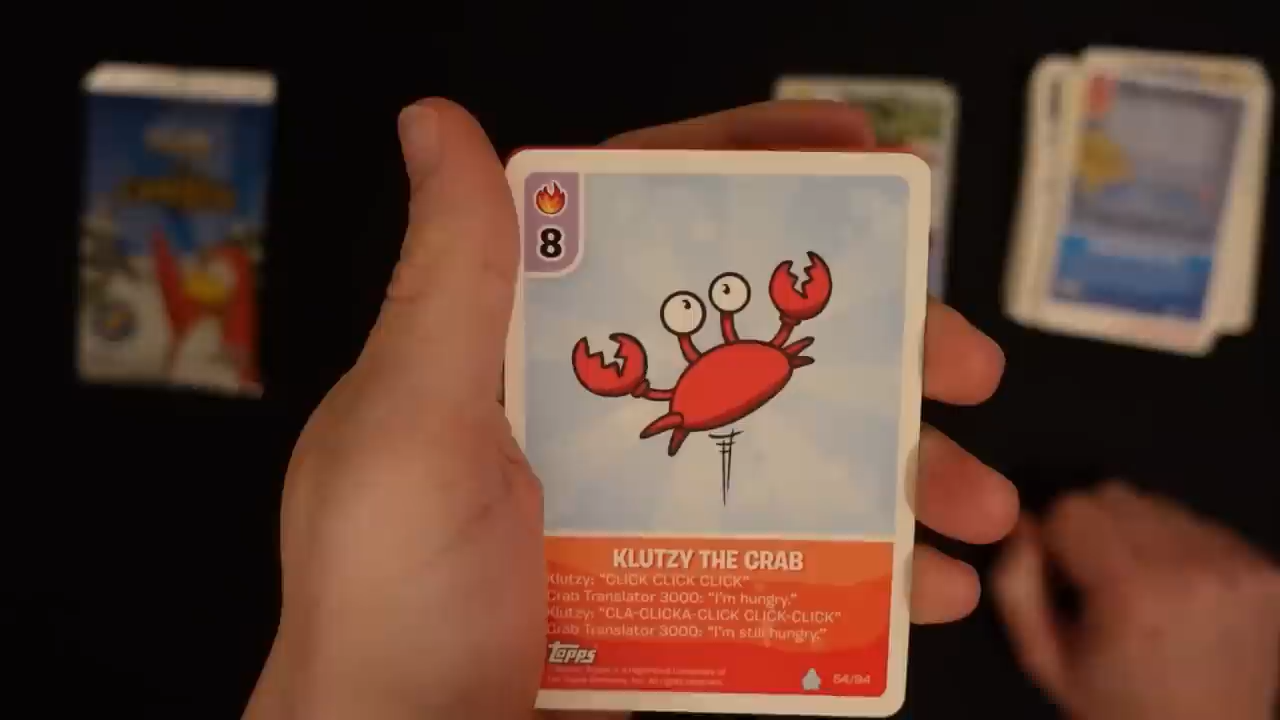 8
KLUTZY THE CRAB
Klutzy: "CLICK CLICK CLICK"
Crab Translator 3000: "I'm hungry."
Klutzy: "CLA-CLICKA-CLICK CLICK-CLICK"
Crab Translator 3000: "I'm still hungry."
Topps
64/94